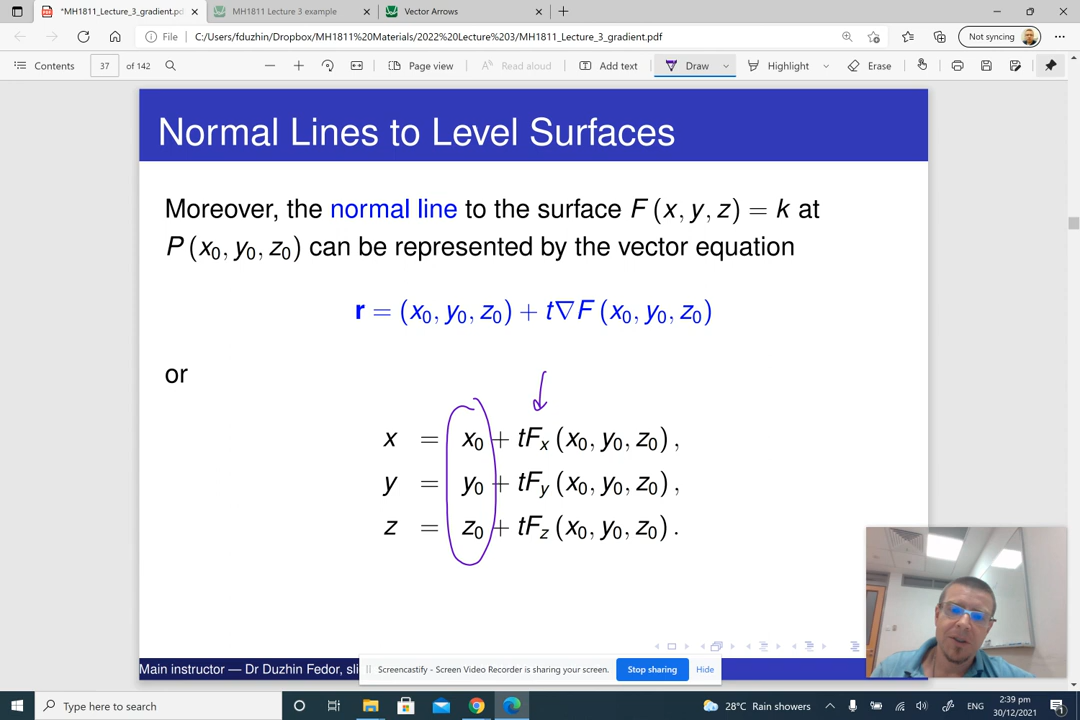 *MH1811_Lecture_3_gradient.pd
MH1811 Lecture 3 example
Vector Arrows
File
C:/Users/fduzhin/Dropbox/MH1811%20Materials/2022%20Lecture%203/MH1811_Lecture_3_gradient.pdf
Not syncing
Contents
37
of 142
Page view
Read aloud
Add text
Draw
Highlight
Erase
Normal Lines to Level Surfaces
Moreover, the normal line to the surface F (x, y, z) = k at
P (x₀, y₀, z₀) can be represented by the vector equation
r = (x₀, y₀, z₀) + t∇F (x₀, y₀, z₀)
or
x = x₀ + tFₓ (x₀, y₀, z₀) ,
y = y₀ + tF_y (x₀, y₀, z₀) ,
z = z₀ + tF_z (x₀, y₀, z₀) .
Main instructor — Dr Duzhin Fedor, sli
Screencastify - Screen Video Recorder is sharing your screen.
Stop sharing
Hide
Type here to search
28°C Rain showers
ENG
2:39 pm
30/12/2021